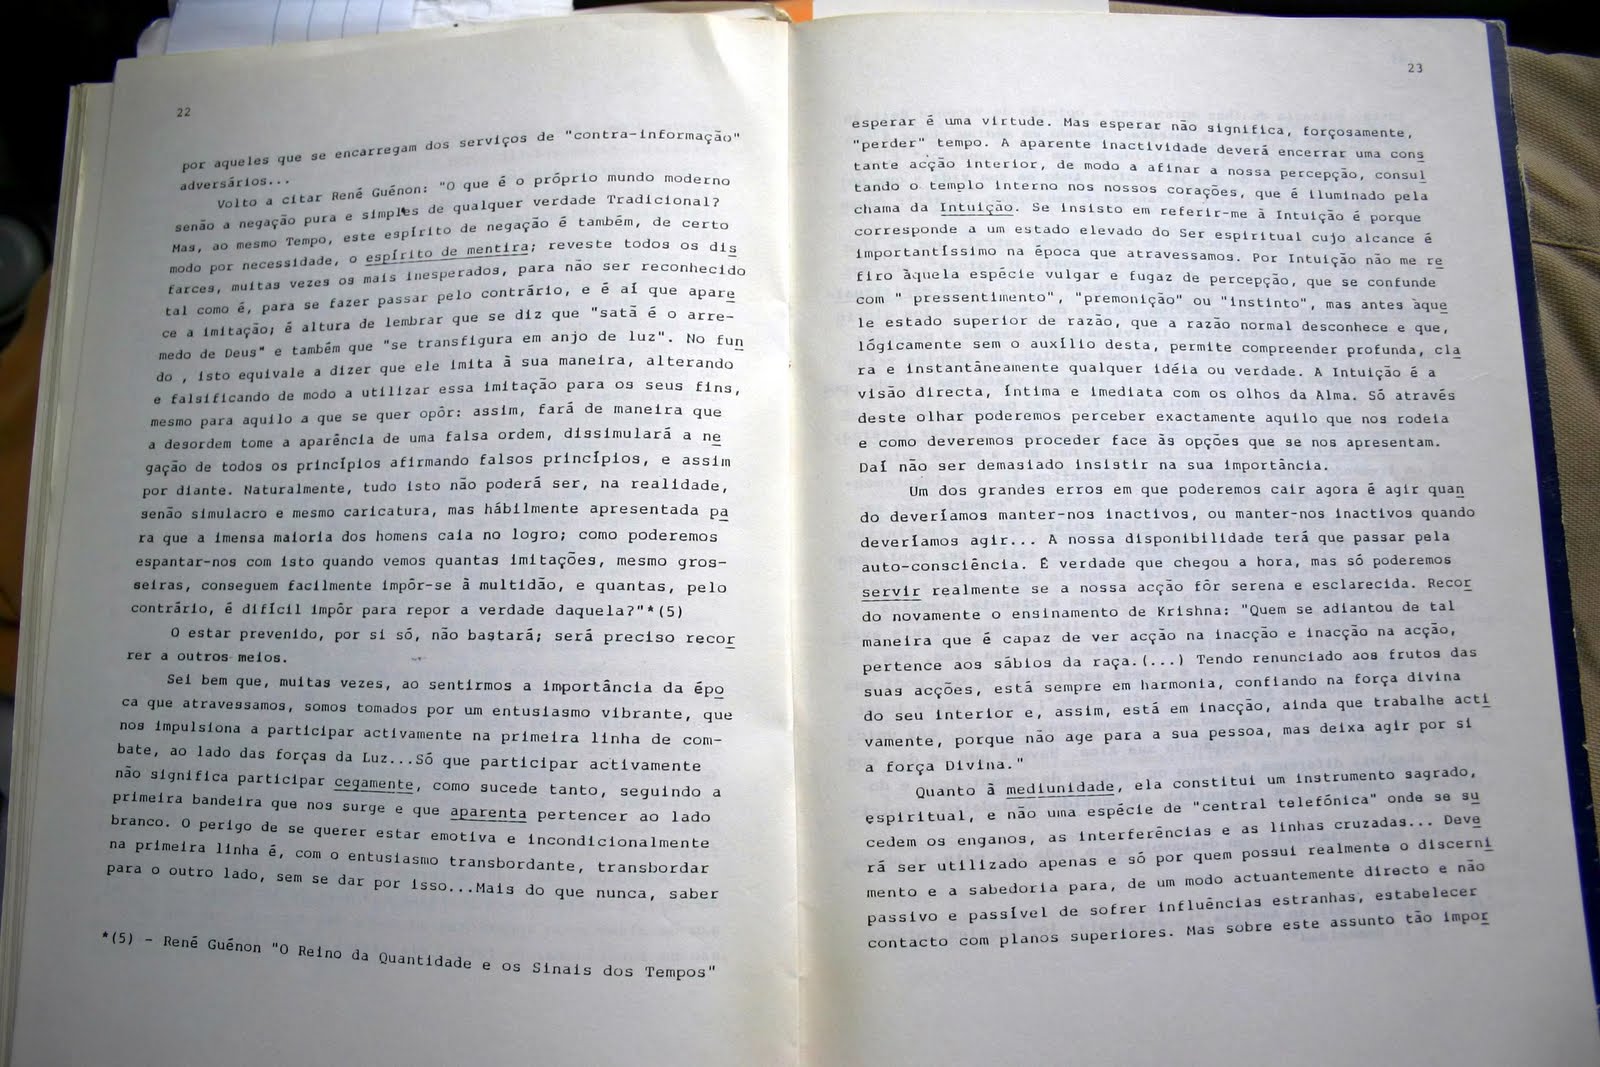 22
por aqueles que se encarregam dos serviços de "contra-informação"
adversários...
Volto a citar René Guénon: "O que é o próprio mundo moderno
senão a negação pura e simples de qualquer verdade Tradicional?
Mas, ao mesmo Tempo, este espírito de negação é também, de certo
modo por necessidade, o espírito de mentira; reveste todos os dis
farces, muitas vezes os mais inesperados, para não ser reconhecido
tal como é, para se fazer passar pelo contrário, e é aí que apare
ce a imitação; é altura de lembrar que se diz que "satã é o arre-
medo de Deus" e também que "se transfigura em anjo de luz". No fun
do , isto equivale a dizer que ele imita à sua maneira, alterando
e falsificando de modo a utilizar essa imitação para os seus fins,
mesmo para aquilo a que se quer opôr: assim, fará de maneira que
a desordem tome a aparência de uma falsa ordem, dissimulará a ne
gação de todos os princípios afirmando falsos princípios, e assim
por diante. Naturalmente, tudo isto não poderá ser, na realidade,
senão simulacro e mesmo caricatura, mas hábilmente apresentada pa
ra que a imensa maioria dos homens caia no logro; como poderemos
espantar-nos com isto quando vemos quantas imitações, mesmo gros-
seiras, conseguem facilmente impôr-se à multidão, e quantas, pelo
contrário, é difícil impôr para repor a verdade daquela?"*(5)
O estar prevenido, por si só, não bastará; será preciso recor
rer a outros meios.
Sei bem que, muitas vezes, ao sentirmos a importância da épo
ca que atravessamos, somos tomados por um entusiasmo vibrante, que
nos impulsiona a participar activamente na primeira linha de com-
bate, ao lado das forças da Luz...Só que participar activamente
não significa participar cegamente, como sucede tanto, seguindo a
primeira bandeira que nos surge e que aparenta pertencer ao lado
branco. O perigo de se querer estar emotiva e incondicionalmente
na primeira linha é, com o entusiasmo transbordante, transbordar
para o outro lado, sem se dar por isso...Mais do que nunca, saber
*(5) - René Guénon "O Reino da Quantidade e os Sinais dos Tempos"
23
esperar é uma virtude. Mas esperar não significa, forçosamente,
"perder" tempo. A aparente inactividade deverá encerrar uma cons
tante acção interior, de modo a afinar a nossa percepção, consul
tando o templo interno nos nossos corações, que é iluminado pela
chama da Intuição. Se insisto em referir-me à Intuição é porque
corresponde a um estado elevado do Ser espiritual cujo alcance é
importantíssimo na época que atravessamos. Por Intuição não me re
firo àquela espécie vulgar e fugaz de percepção, que se confunde
com " pressentimento", "premonição" ou "instinto", mas antes àque
le estado superior de razão, que a razão normal desconhece e que,
lógicamente sem o auxílio desta, permite compreender profunda, cla
ra e instantâneamente qualquer idéia ou verdade. A Intuição é a
visão directa, íntima e imediata com os olhos da Alma. Só através
deste olhar poderemos perceber exactamente aquilo que nos rodeia
e como deveremos proceder face às opções que se nos apresentam.
Daí não ser demasiado insistir na sua importância.
Um dos grandes erros em que poderemos cair agora é agir quan
do deveríamos manter-nos inactivos, ou manter-nos inactivos quando
deveríamos agir... A nossa disponibilidade terá que passar pela
auto-consciência. É verdade que chegou a hora, mas só poderemos
servir realmente se a nossa acção fôr serena e esclarecida. Recor
do novamente o ensinamento de Krishna: "Quem se adiantou de tal
maneira que é capaz de ver acção na inacção e inacção na acção,
pertence aos sábios da raça.(...) Tendo renunciado aos frutos das
suas acções, está sempre em harmonia, confiando na força divina
do seu interior e, assim, está em inacção, ainda que trabalhe acti
vamente, porque não age para a sua pessoa, mas deixa agir por si
a força Divina."
Quanto à mediunidade, ela constitui um instrumento sagrado,
espiritual, e não uma espécie de "central telefónica" onde se su
cedem os enganos, as interferências e as linhas cruzadas... Deve
rá ser utilizado apenas e só por quem possui realmente o discerni
mento e a sabedoria para, de um modo actuantemente directo e não
passivo e passível de sofrer influências estranhas, estabelecer
contacto com planos superiores. Mas sobre este assunto tão impor